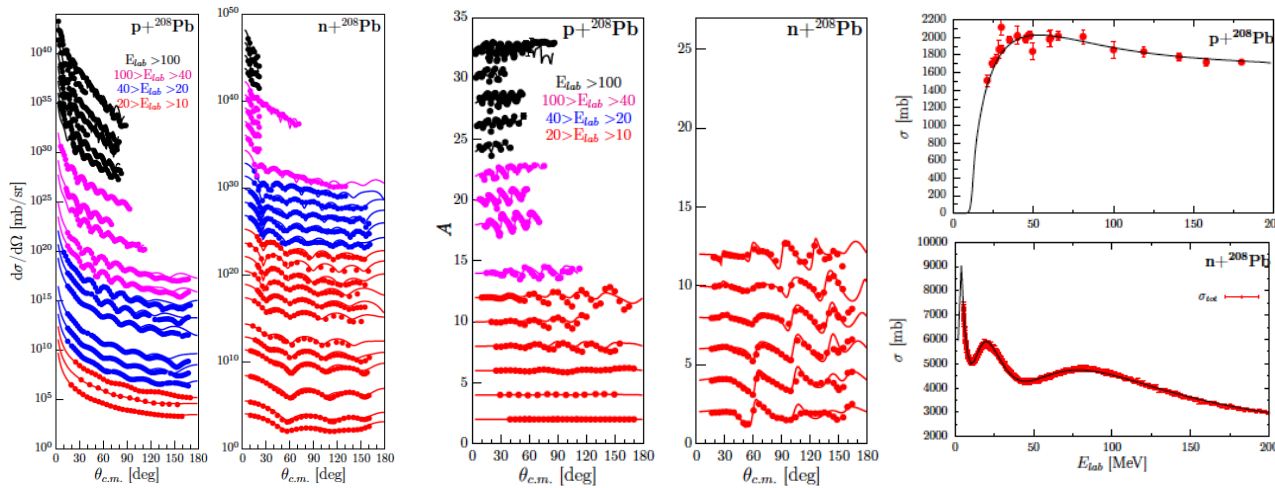 p+²⁰⁸Pb
E_lab >100
100>E_lab >40
40>E_lab >20
20>E_lab >10
dσ/dΩ [mb/sr]
10⁴⁰
10³⁵
10³⁰
10²⁵
10²⁰
10¹⁵
10¹⁰
10⁵
10⁰
0 30 60 90 120 150 180
θ_c.m. [deg]
n+²⁰⁸Pb
10⁵⁰
10⁴⁰
10³⁰
10²⁰
10¹⁰
10⁰
0 30 60 90 120 150 180
θ_c.m. [deg]
p+²⁰⁸Pb
E_lab >100
100>E_lab >40
40>E_lab >20
20>E_lab >10
A
35
30
25
20
15
10
5
0
0 30 60 90 120 150 180
θ_c.m. [deg]
n+²⁰⁸Pb
25
20
15
10
5
0
0 30 60 90 120 150 180
θ_c.m. [deg]
p+²⁰⁸Pb
σ [mb]
2200
2000
1800
1600
1400
1200
1000
800
600
400
200
0
0 50 100 150 200
n+²⁰⁸Pb
σ_tot
σ [mb]
10000
9000
8000
7000
6000
5000
4000
3000
2000
0 50 100 150 200
E_lab [MeV]